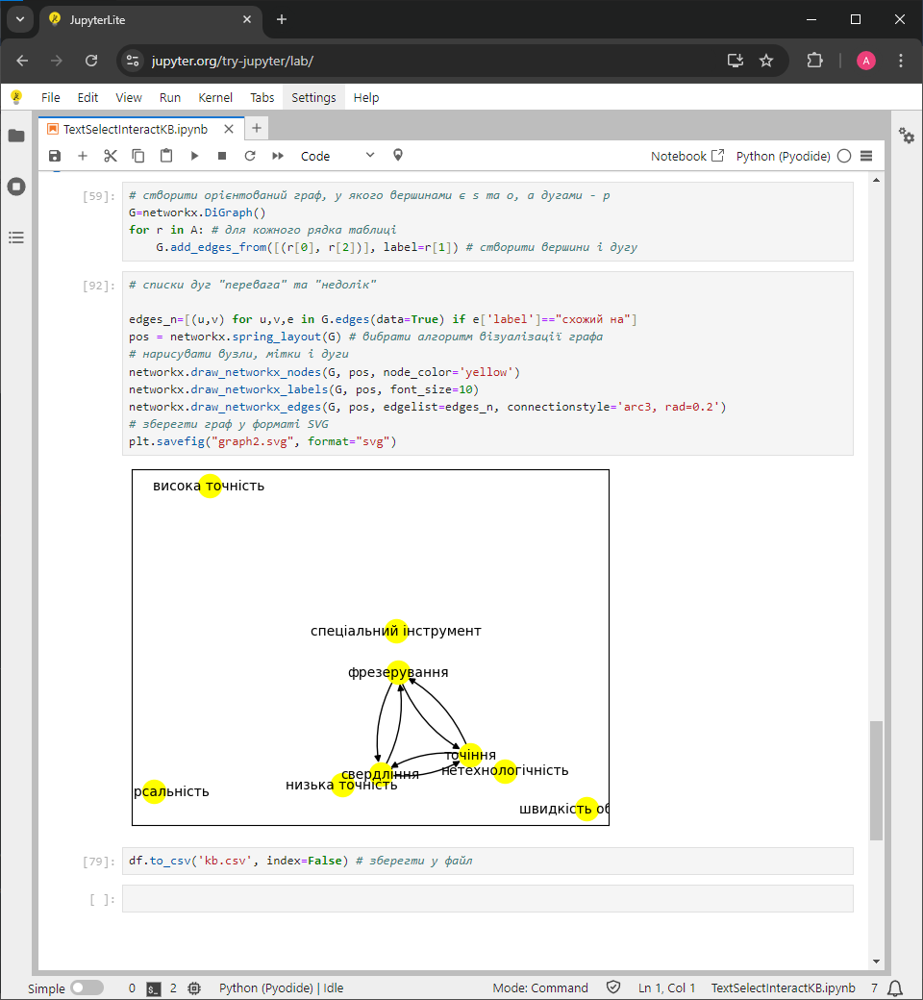 JupyterLite
jupyter.org/try-jupyter/lab/
A
File Edit View Run Kernel Tabs Settings Help
TextSelectInteractKB.ipynb
Code Notebook Python (Pyodide)
[59]:
# створити орієнтований граф, у якого вершинами є s та o, а дугами - p
G=networkx.DiGraph()
for r in A: # для кожного рядка таблиці
G.add_edges_from([(r[0], r[2])], label=r[1]) # створити вершини і дугу
[92]:
# списки дуг "перевага" та "недолік"
edges_n=[(u,v) for u,v,e in G.edges(data=True) if e['label']=="схожий на"]
pos = networkx.spring_layout(G) # вибрати алгоритм візуалізації графа
# нарисувати вузли, мітки і дуги
networkx.draw_networkx_nodes(G, pos, node_color='yellow')
networkx.draw_networkx_labels(G, pos, font_size=10)
networkx.draw_networkx_edges(G, pos, edgelist=edges_n, connectionstyle='arc3, rad=0.2')
# зберегти граф у форматі SVG
plt.savefig("graph2.svg", format="svg")
висока точність
спеціальний інструмент
фрезерування
точіння
свердління
нетехнологічність
низька точність
рсальність
швидкість об
[79]:
df.to_csv('kb.csv', index=False) # зберегти у файл
[ ]:
Simple 0 $_ 2 Python (Pyodide) | Idle Mode: Command Ln 1, Col 1 TextSelectInteractKB.ipynb 7